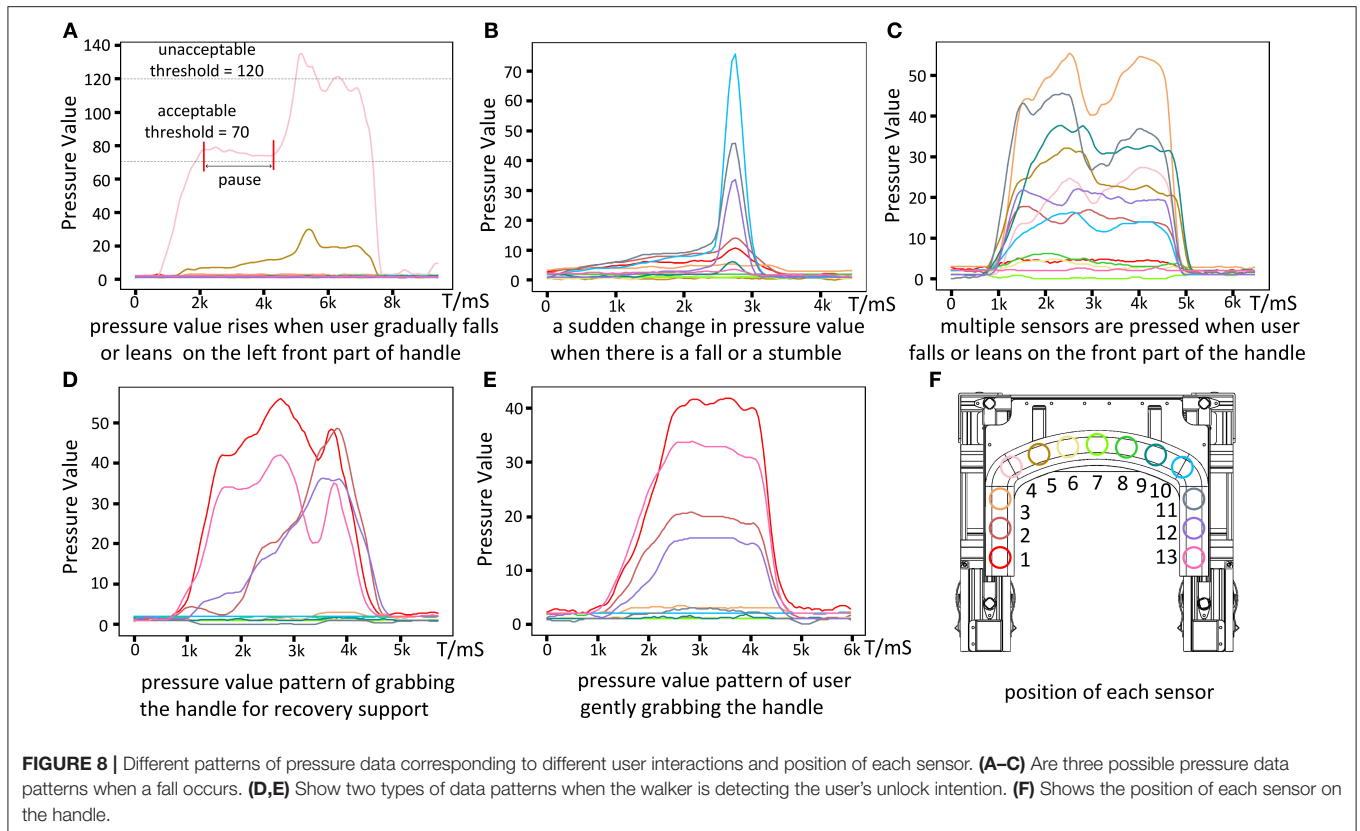 A
Pressure Value
140
120
100
80
60
40
20
0
unacceptable
threshold = 120
acceptable
threshold = 70
pause
0 2k 4k 6k 8k T/mS
pressure value rises when user gradually falls
or leans on the left front part of handle
B
Pressure Value
70
60
50
40
30
20
10
0
0 1k 2k 3k 4k T/mS
a sudden change in pressure value
when there is a fall or a stumble
C
Pressure Value
50
40
30
20
10
0
0 1k 2k 3k 4k 5k 6k T/mS
multiple sensors are pressed when user
falls or leans on the front part of the handle
D
Pressure Value
50
40
30
20
10
0
0 1k 2k 3k 4k 5k T/mS
pressure value pattern of grabbing
the handle for recovery support
E
Pressure Value
40
30
20
10
0
0 1k 2k 3k 4k 5k 6k T/mS
pressure value pattern of user
gently grabbing the handle
F
4 5 6 7 8 9 10
3 11
2 12
1 13
position of each sensor
FIGURE 8 | Different patterns of pressure data corresponding to different user interactions and position of each sensor. (A–C) Are three possible pressure data
patterns when a fall occurs. (D,E) Show two types of data patterns when the walker is detecting the user's unlock intention. (F) Shows the position of each sensor on
the handle.